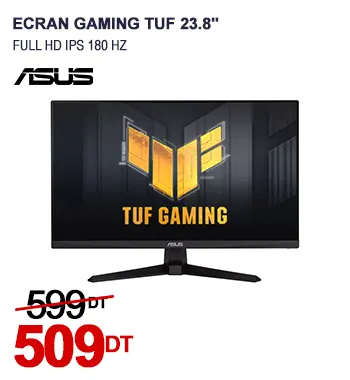 ECRAN GAMING TUF 23.8"
FULL HD IPS 180 HZ
ASUS
TUF GAMING
ASUS
599DT
509DT